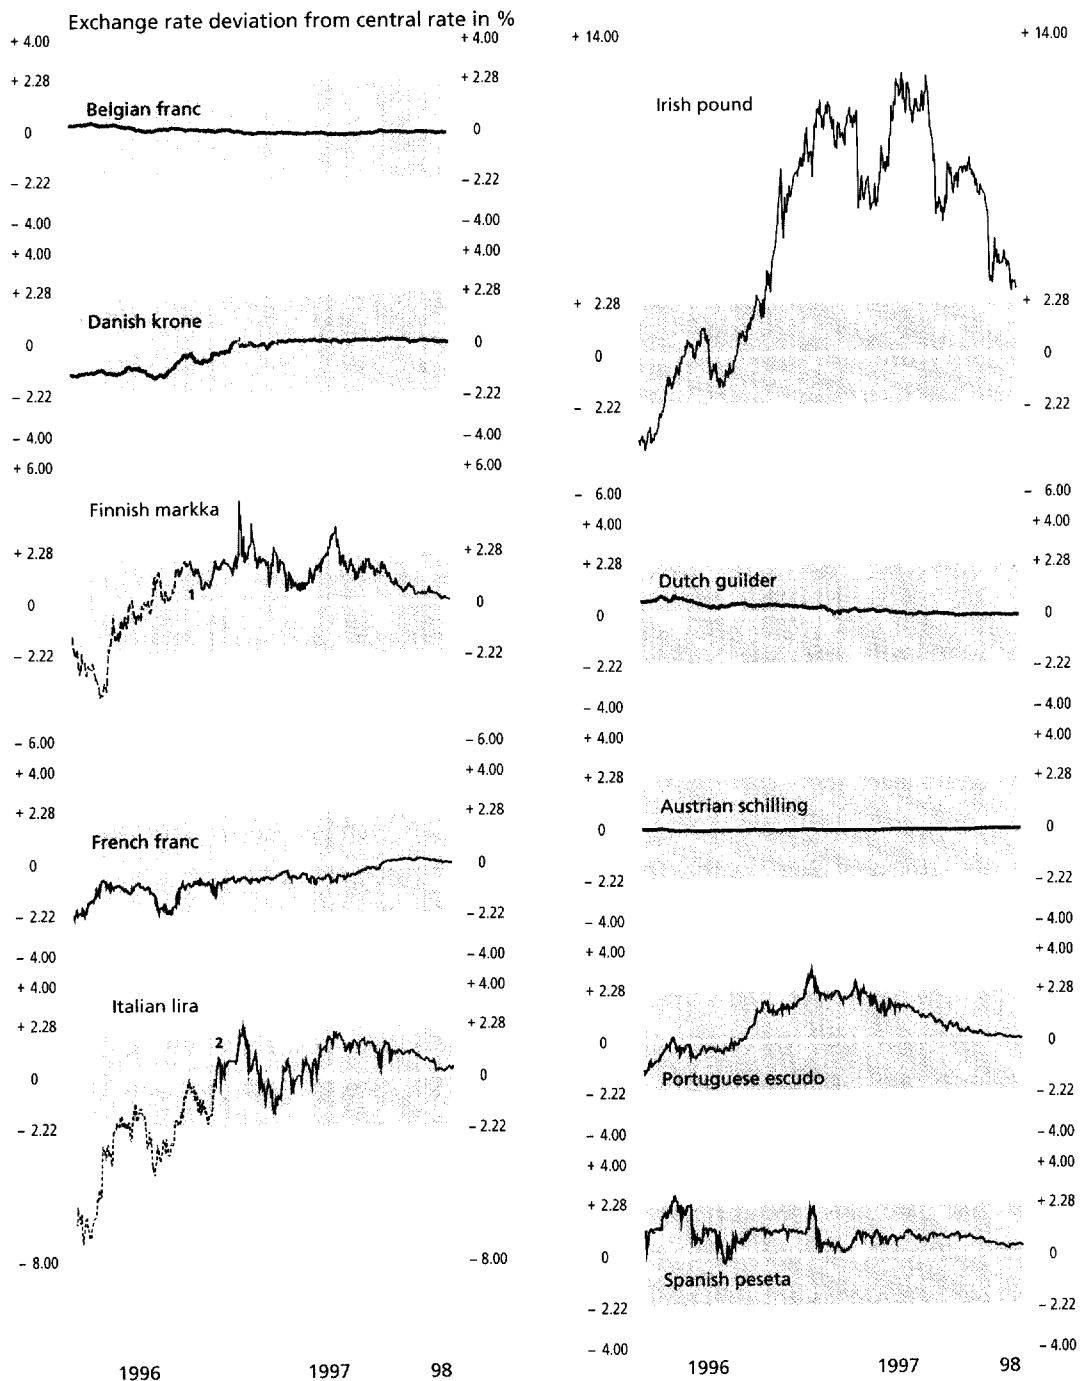 Exchange rate deviation from central rate in %
+ 4.00 + 4.00
+ 2.28 + 2.28
Belgian franc
0 0
− 2.22 − 2.22
− 4.00 − 4.00
+ 4.00 + 4.00
+ 2.28 + 2.28
Danish krone
0 0
− 2.22 − 2.22
− 4.00 − 4.00
+ 6.00 + 6.00
Finnish markka
+ 2.28 + 2.28
1
0 0
− 2.22 − 2.22
− 6.00 − 6.00
+ 4.00 + 4.00
+ 2.28 + 2.28
French franc
0 0
− 2.22 − 2.22
− 4.00 − 4.00
+ 4.00 + 4.00
Italian lira
+ 2.28 + 2.28
2
0 0
− 2.22 − 2.22
− 8.00 − 8.00
1996 1997 98
+ 14.00 + 14.00
Irish pound
+ 2.28 + 2.28
0 0
− 2.22 − 2.22
− 6.00 − 6.00
+ 4.00 + 4.00
+ 2.28 + 2.28
Dutch guilder
0 0
− 2.22 − 2.22
− 4.00 − 4.00
+ 4.00 + 4.00
+ 2.28 + 2.28
Austrian schilling
0 0
− 2.22 − 2.22
− 4.00 − 4.00
+ 4.00 + 4.00
+ 2.28 + 2.28
0 0
Portuguese escudo
− 2.22 − 2.22
− 4.00 − 4.00
+ 4.00 + 4.00
+ 2.28 + 2.28
0 0
Spanish peseta
− 2.22 − 2.22
− 4.00 − 4.00
1996 1997 98